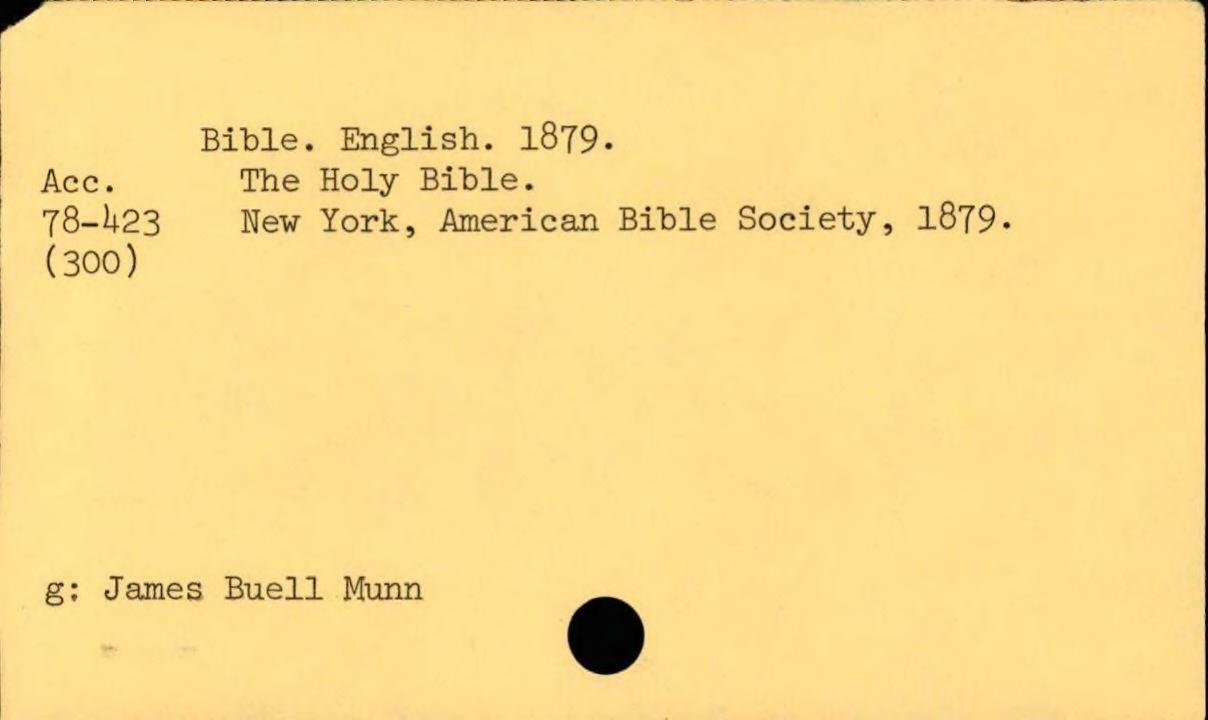 Bible. English. 1879.
Acc. The Holy Bible.
78-423 New York, American Bible Society, 1879.
(300)
g: James Buell Munn